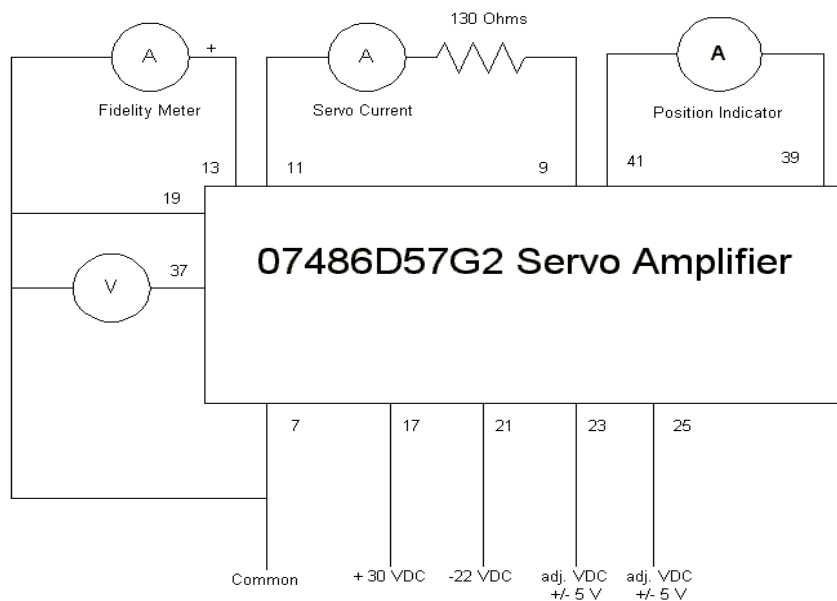 130 Ohms
A
+
A
A
Fidelity Meter
Servo Current
Position Indicator
13
11
9
41
39
19
37
V
07486D57G2 Servo Amplifier
7
17
21
23
25
Common
+ 30 VDC
-22 VDC
adj. VDC
+/- 5 V
adj. VDC
+/- 5 V